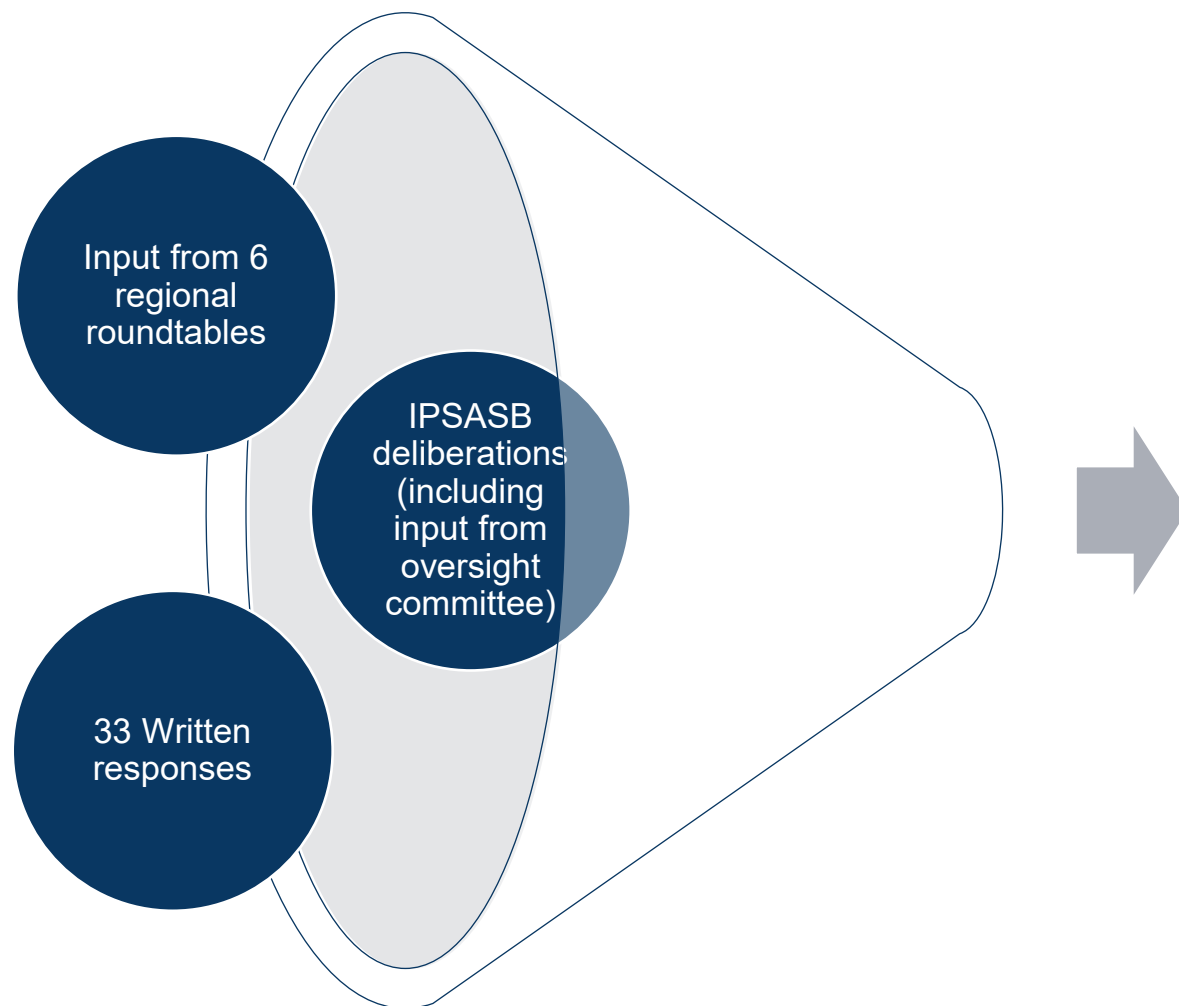 Input from 6
regional
roundtables
IPSASB
deliberations
(including
input from
oversight
committee)
33 Written
responses